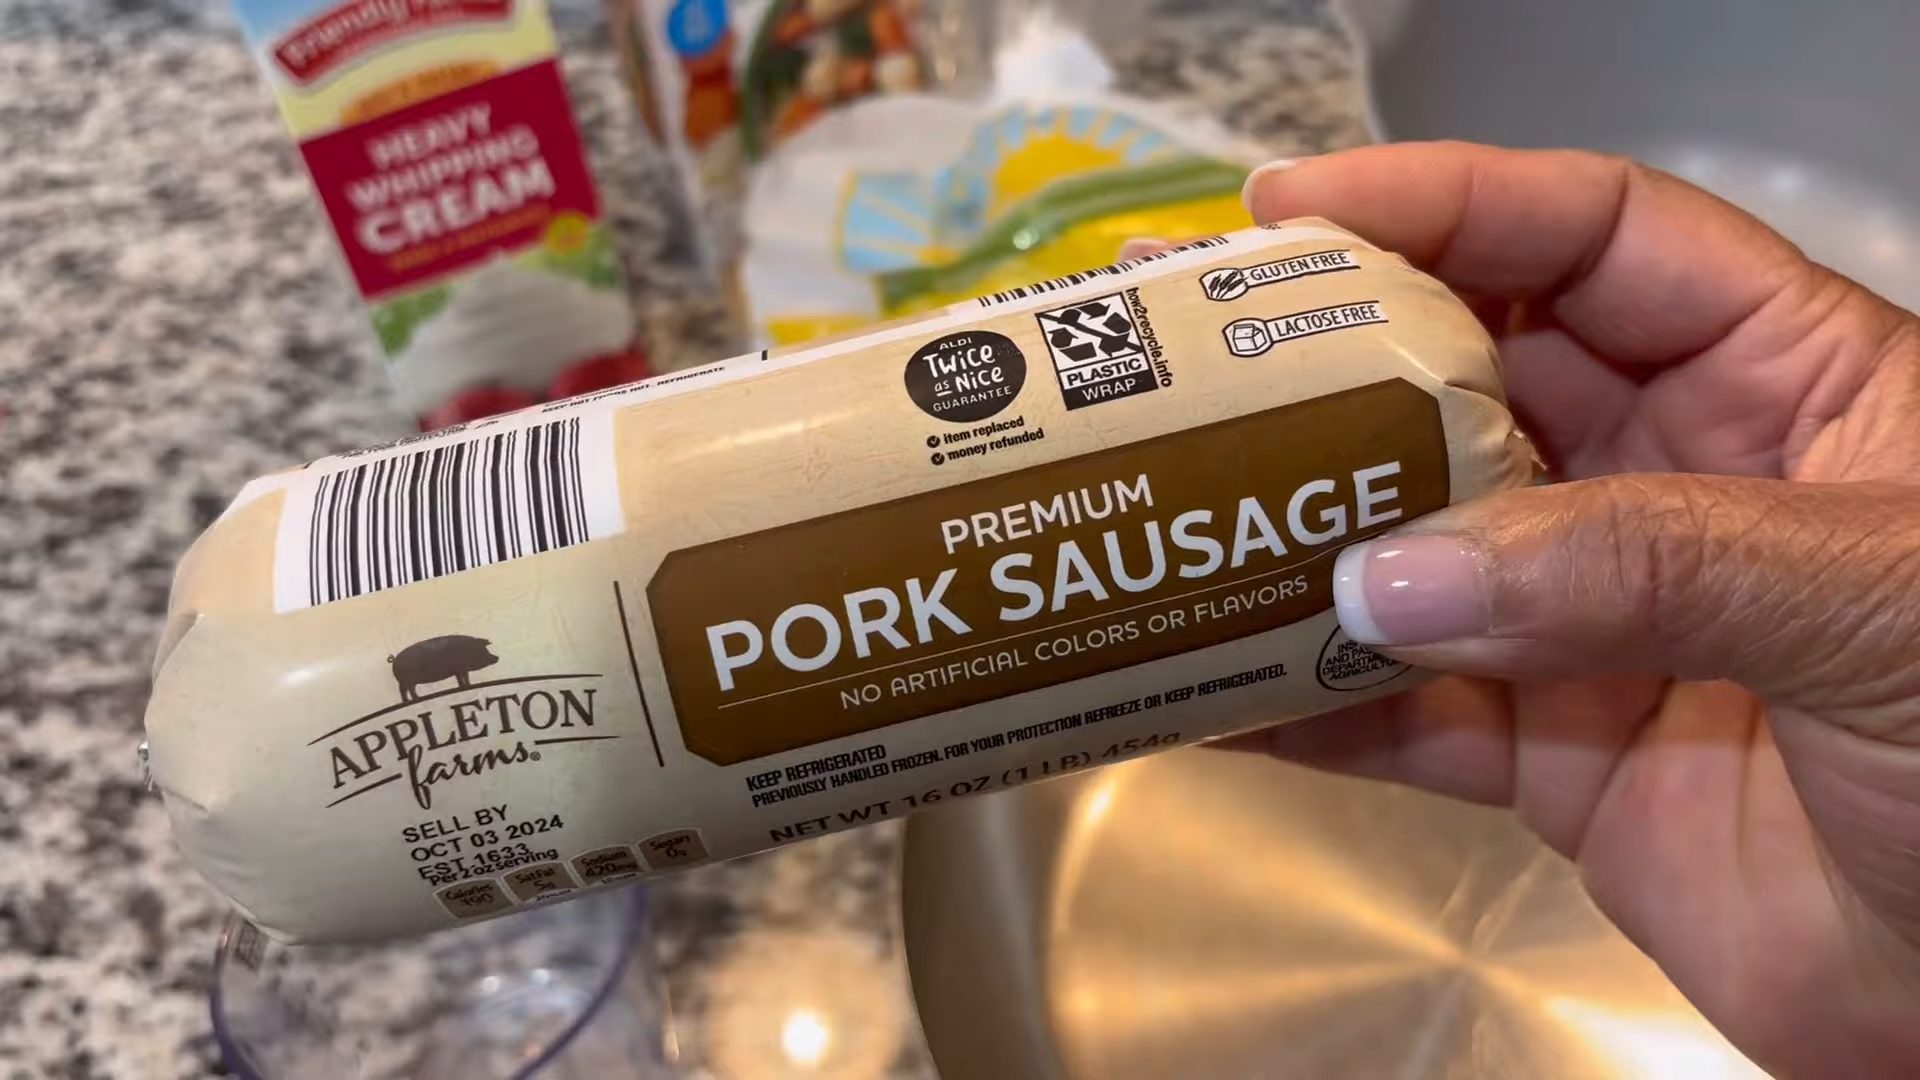 HEAVY
WHIPPING
CREAM
GLUTEN FREE
LACTOSE FREE
ALDI
TWICE
as NiCE
GUARANTEE
item replaced
money refunded
how2recycle.info
PLASTIC
WRAP
PREMIUM
PORK SAUSAGE
NO ARTIFICIAL COLORS OR FLAVORS
APPLETON
farms®
KEEP REFRIGERATED
PREVIOUSLY HANDLED FROZEN. FOR YOUR PROTECTION REFREEZE OR KEEP REFRIGERATED.
NET WT 16 OZ (1 LB) 454g
SELL BY
OCT 03 2024
EST. 1633
Per 2 oz serving
Calories
190
Sat Fat
5g
Sodium
420mg
Sugar
0g